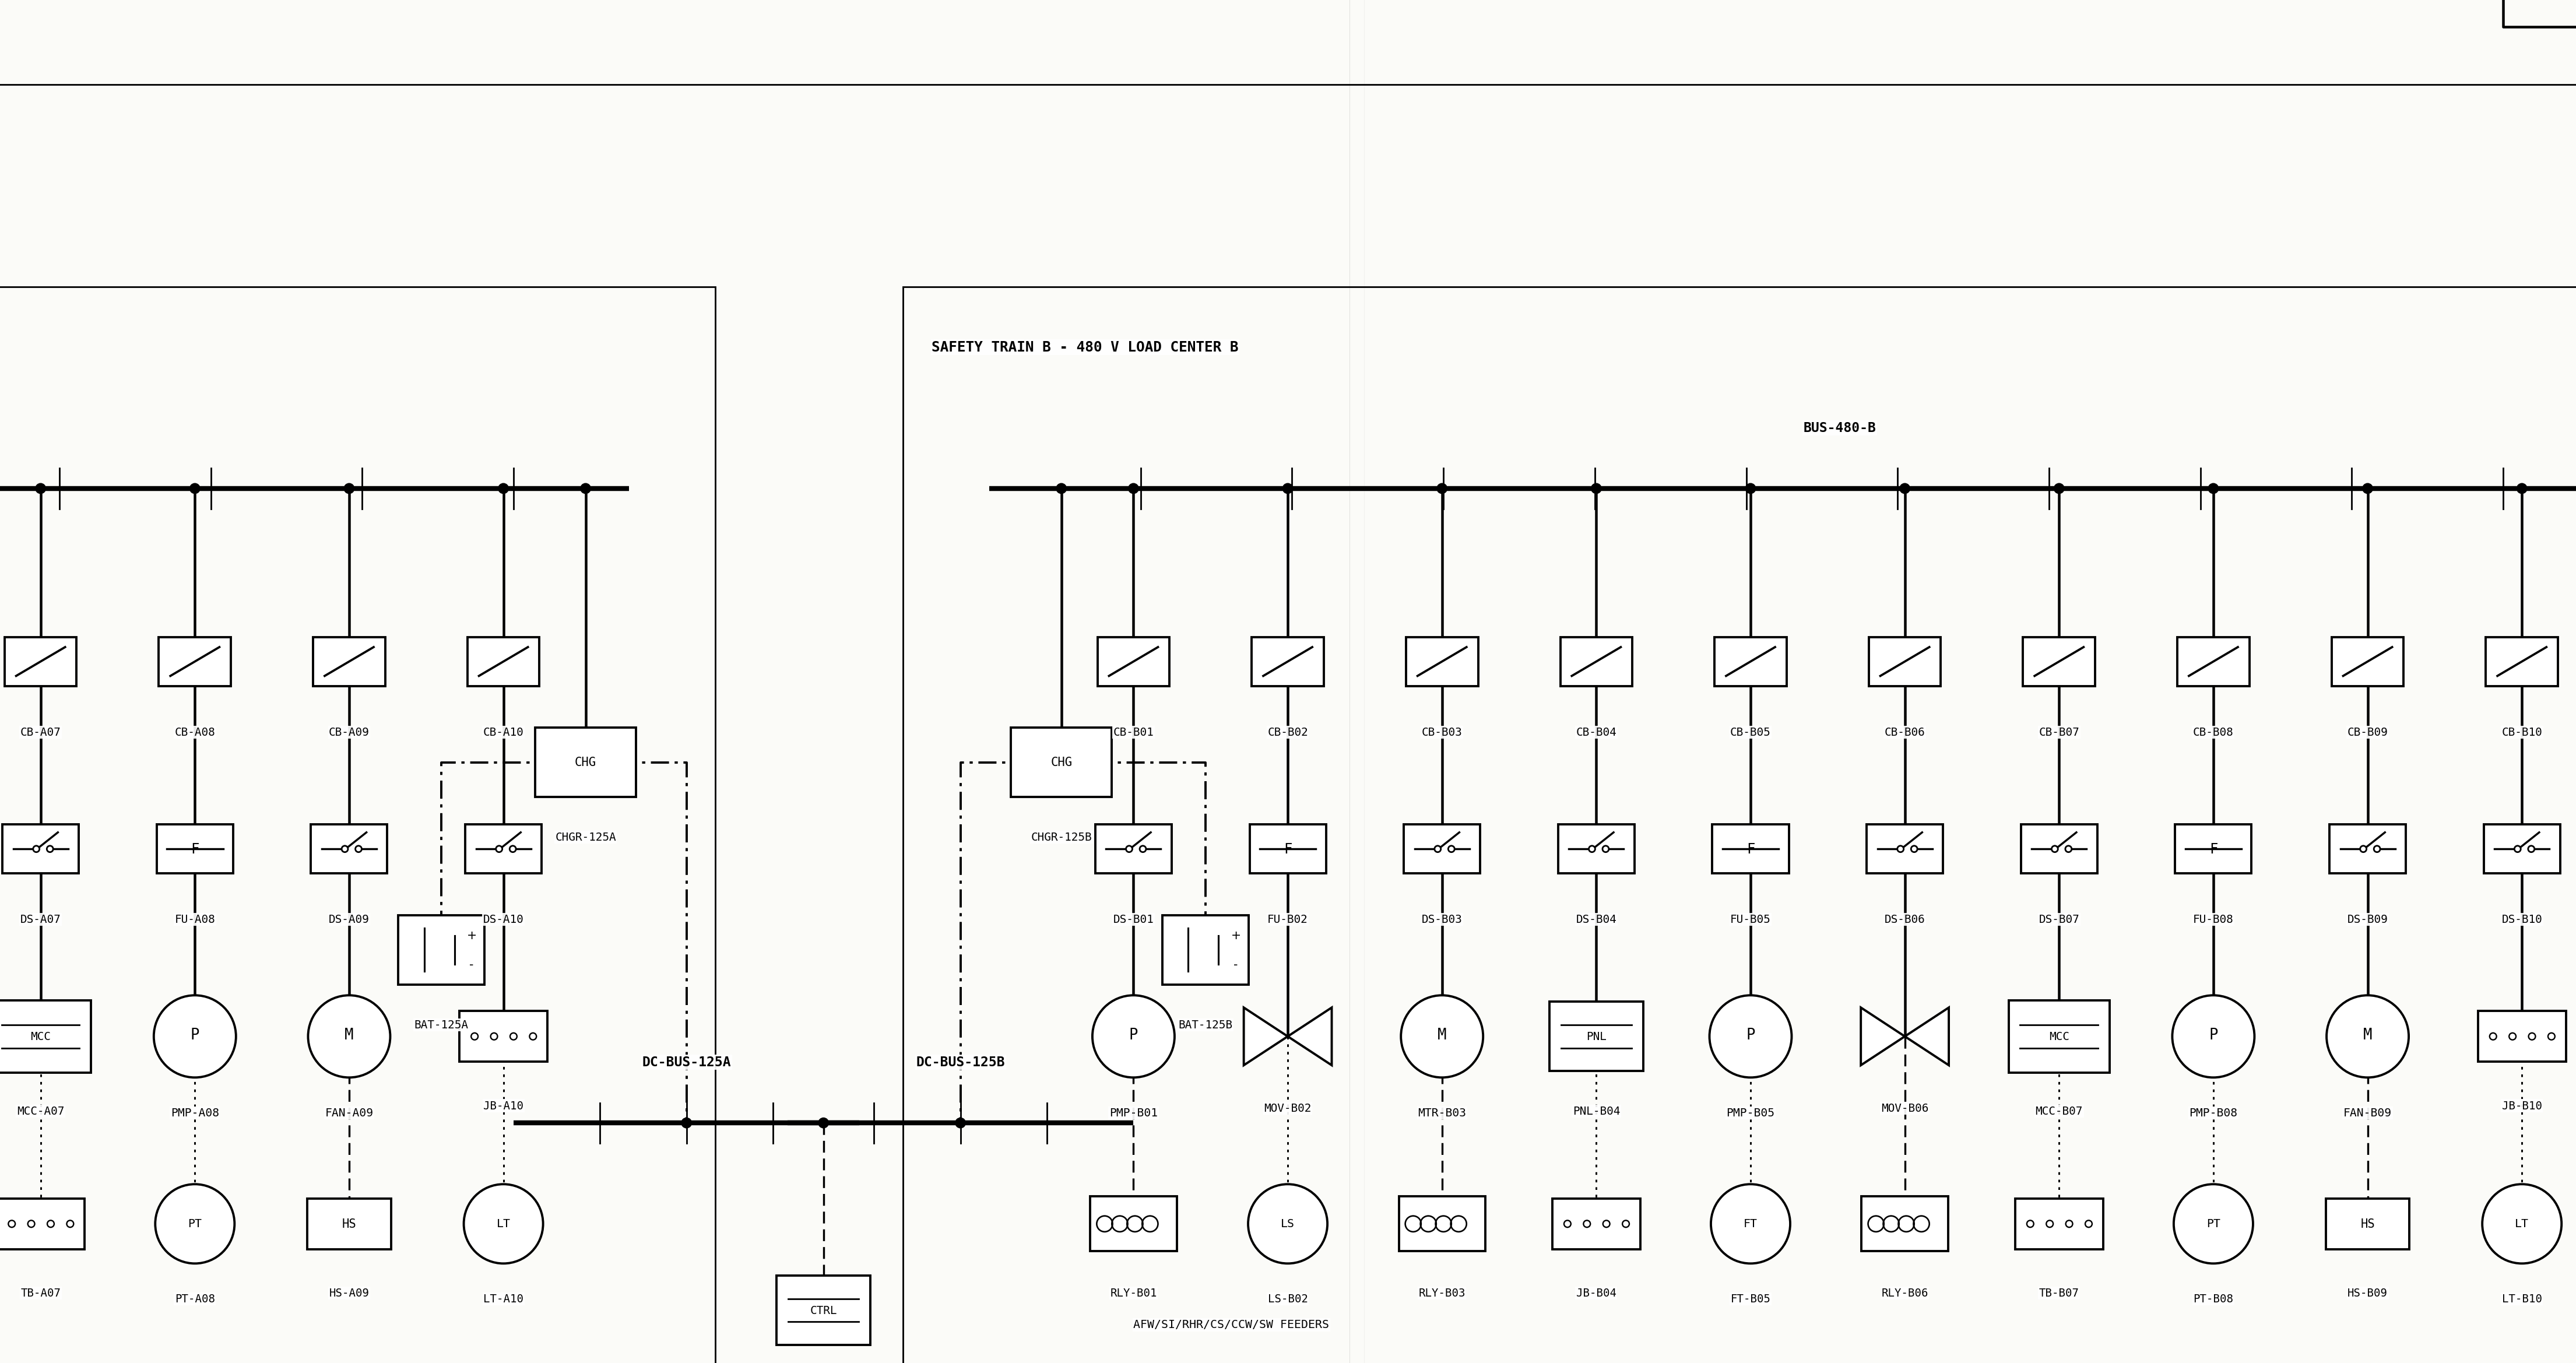 SAFETY TRAIN B - 480 V LOAD CENTER B
BUS-480-B
CB-A07 CB-A08 CB-A09 CB-A10 CB-B01 CB-B02 CB-B03 CB-B04 CB-B05 CB-B06 CB-B07 CB-B08 CB-B09 CB-B10
CHG CHG
CHGR-125A CHGR-125B
F F F F
DS-A07 FU-A08 DS-A09 DS-A10 DS-B01 FU-B02 DS-B03 DS-B04 FU-B05 DS-B06 DS-B07 FU-B08 DS-B09 DS-B10
+ +
- -
BAT-125A BAT-125B
MCC P M P M PNL P MCC P M
DC-BUS-125A DC-BUS-125B
MCC-A07 PMP-A08 FAN-A09 JB-A10 PMP-B01 MOV-B02 MTR-B03 PNL-B04 PMP-B05 MOV-B06 MCC-B07 PMP-B08 FAN-B09 JB-B10
PT HS LT LS FT PT HS LT
TB-A07 PT-A08 HS-A09 LT-A10 RLY-B01 LS-B02 RLY-B03 JB-B04 FT-B05 RLY-B06 TB-B07 PT-B08 HS-B09 LT-B10
CTRL
AFW/SI/RHR/CS/CCW/SW FEEDERS